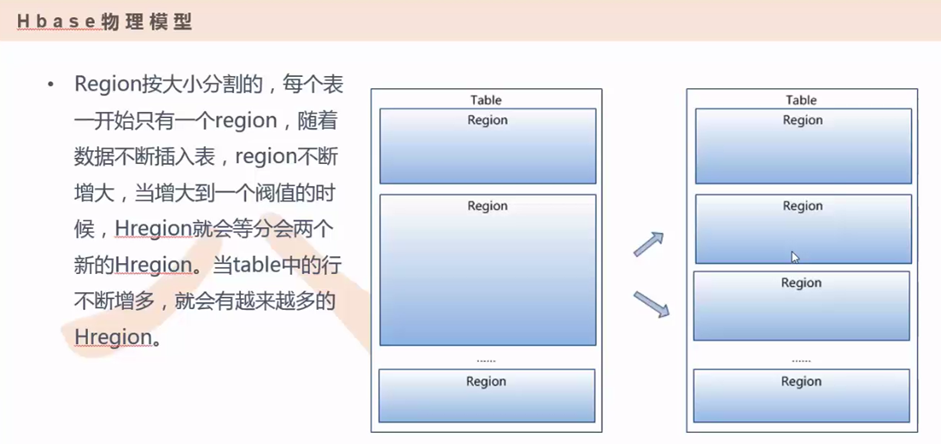 Hbase物理模型
• Region按大小分割的，每个表
一开始只有一个region，随着
数据不断插入表，region不断
增大，当增大到一个阀值的时
候，Hregion就会等分会两个
新的Hregion。当table中的行
不断增多，就会有越来越多的
Hregion。
Table
Region
Region
......
Region
Table
Region
Region
Region
......
Region